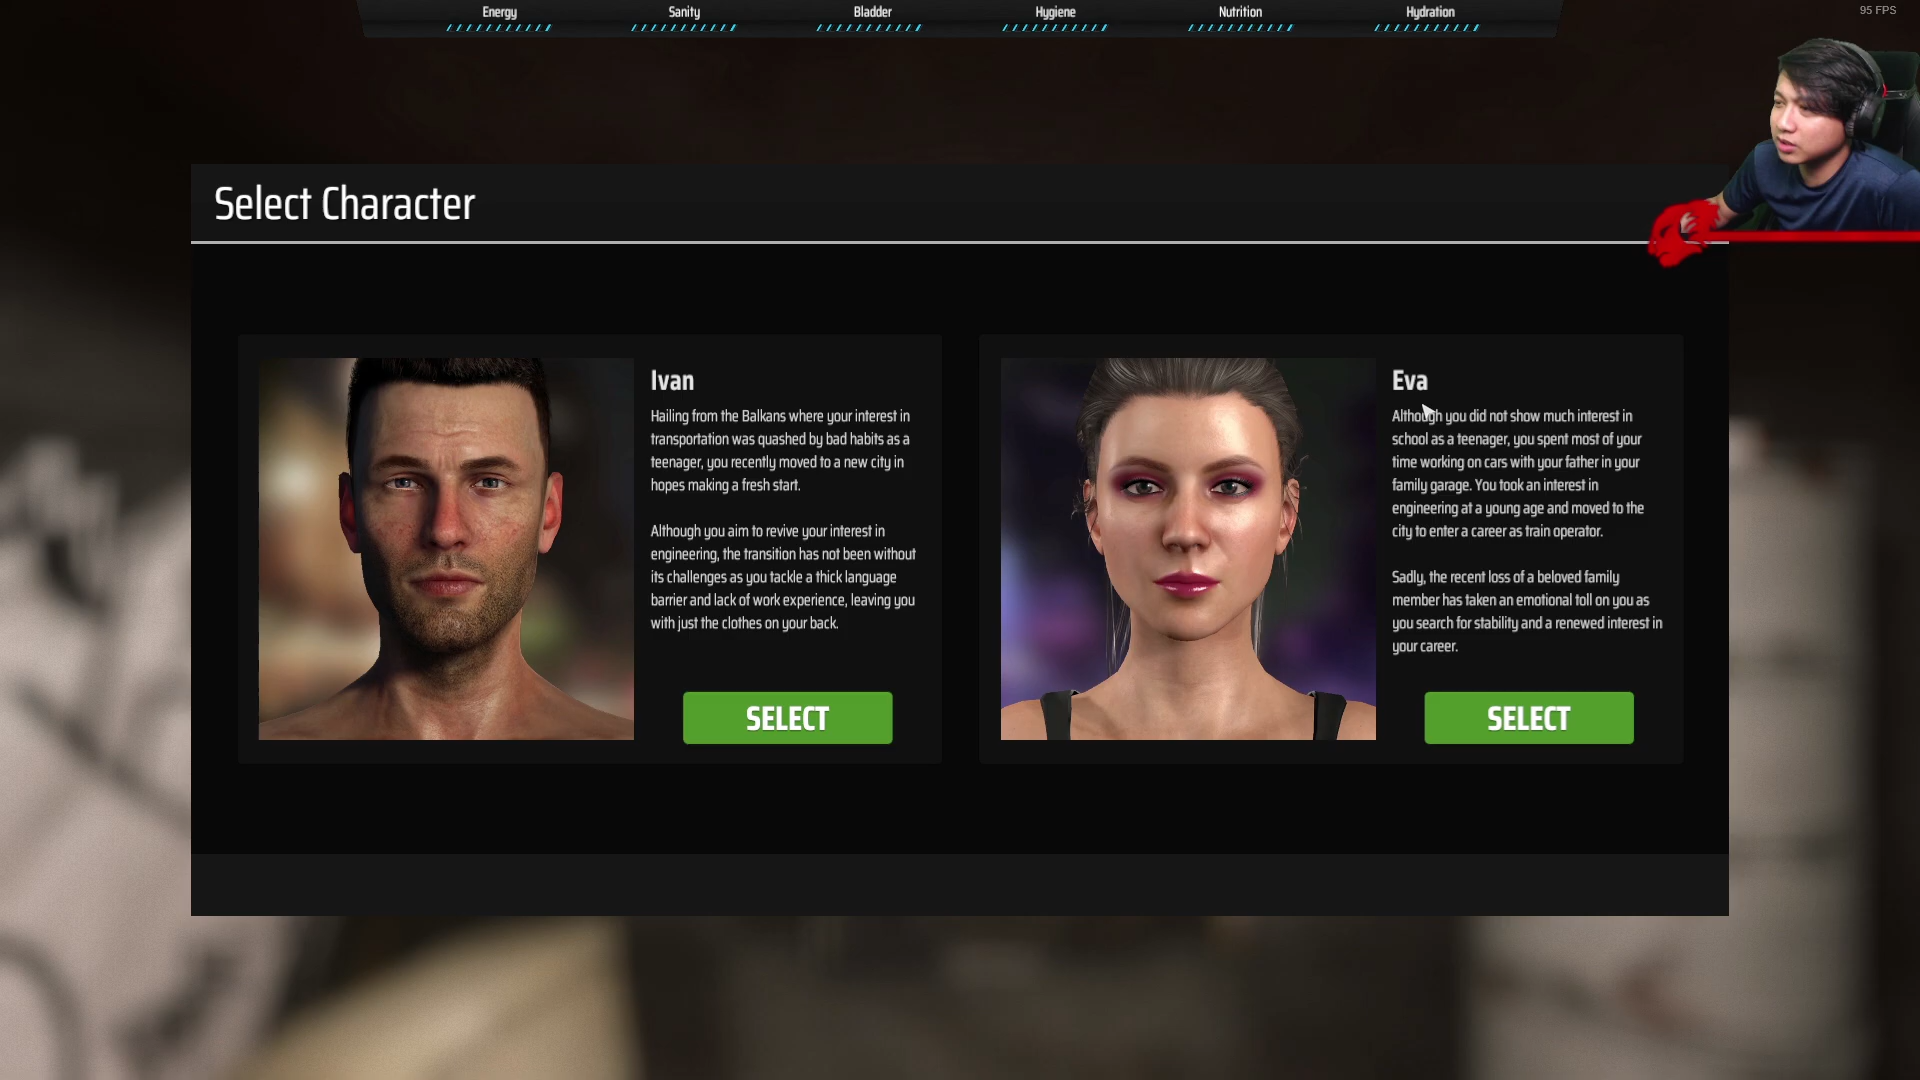 Energy
Sanity
Bladder
Hygiene
Nutrition
Hydration
95 FPS
Select Character
Ivan
Hailing from the Balkans where your interest in
transportation was quashed by bad habits as a
teenager, you recently moved to a new city in
hopes making a fresh start.
Although you aim to revive your interest in
engineering, the transition has not been without
its challenges as you tackle a thick language
barrier and lack of work experience, leaving you
with just the clothes on your back.
SELECT
Eva
Although you did not show much interest in
school as a teenager, you spent most of your
time working on cars with your father in your
family garage. You took an interest in
engineering at a young age and moved to the
city to enter a career as train operator.
Sadly, the recent loss of a beloved family
member has taken an emotional toll on you as
you search for stability and a renewed interest in
your career.
SELECT